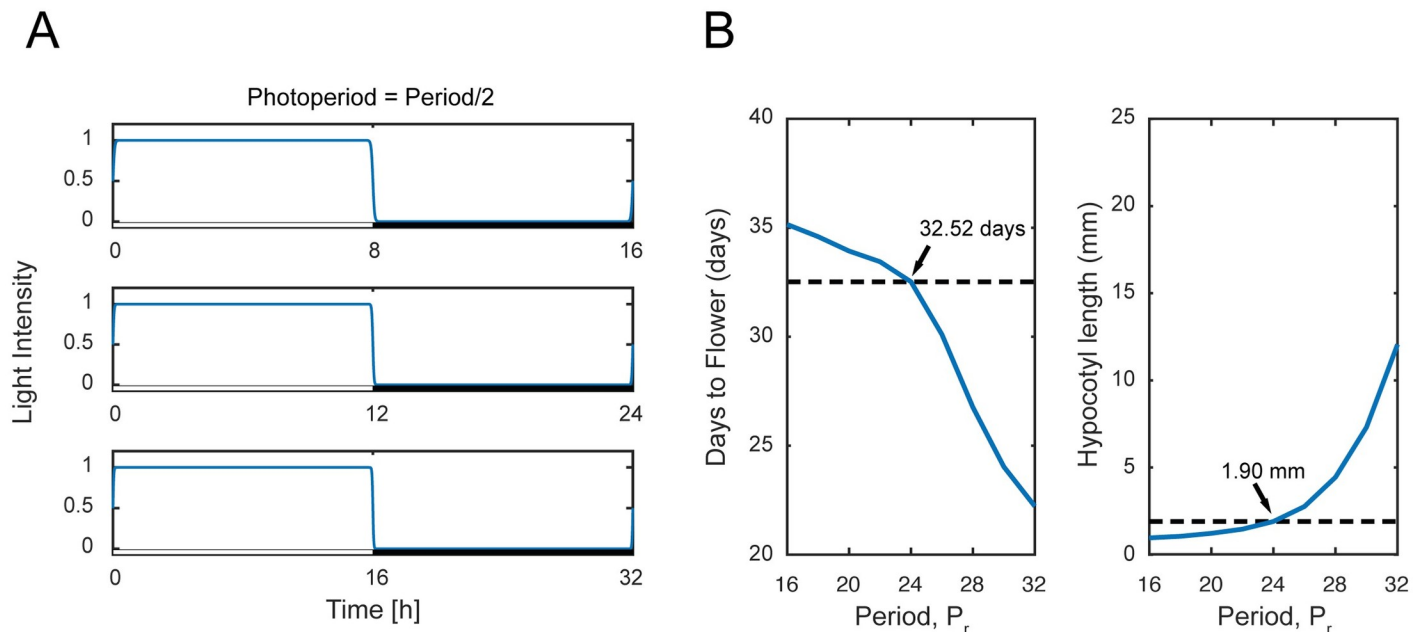 A
Photoperiod = Period/2
Light Intensity
1
0.5
0
0 8 16
1
0.5
0
0 12 24
1
0.5
0
0 16 32
Time [h]
B
Days to Flower (days)
40
35
30
25
20
32.52 days
16 20 24 28 32
Period, Pr
Hypocotyl length (mm)
25
20
15
10
5
0
1.90 mm
16 20 24 28 32
Period, Pr